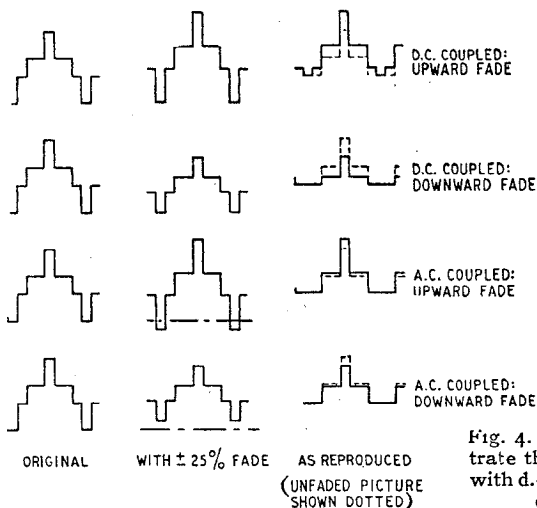 D.C. COUPLED:
UPWARD FADE
D.C. COUPLED:
DOWNWARD FADE
A.C. COUPLED:
UPWARD FADE
A.C. COUPLED:
DOWNWARD FADE
ORIGINAL
WITH ± 25% FADE
AS REPRODUCED
(UNFADED PICTURE
SHOWN DOTTED)
Fig. 4.
trate th
with d.